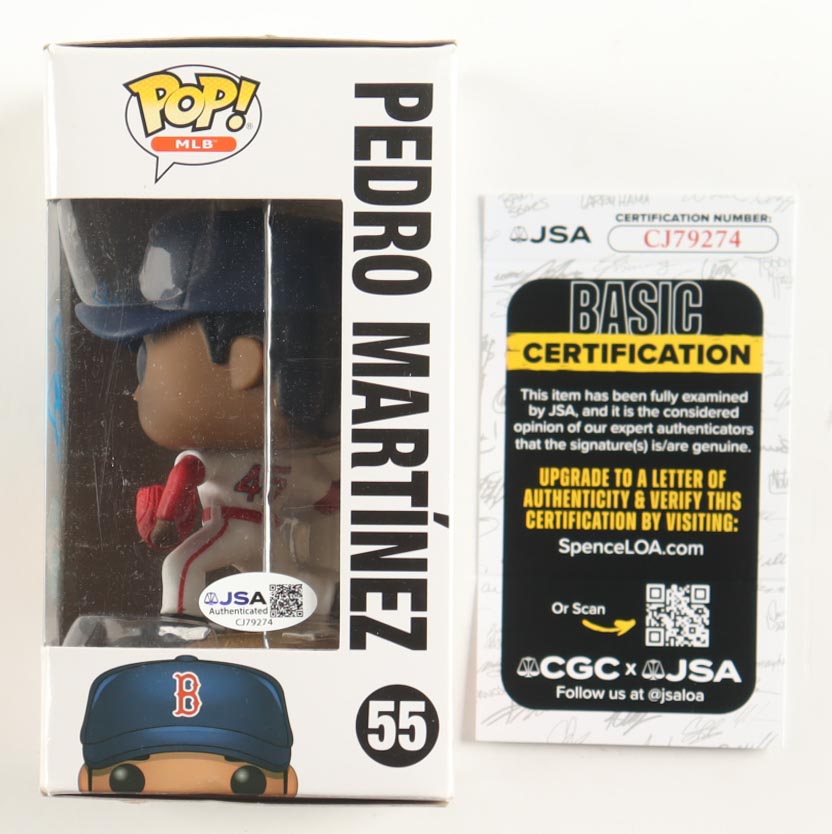 POP!
MLB™
PEDRO MARTÍNEZ
45
JSA
Authenticated
CJ79274
B
55
LARRY HAMA
JSA
CERTIFICATION NUMBER:
CJ79274
BASIC
CERTIFICATION
This item has been fully examined
by JSA, and it is the considered
opinion of our expert authenticators
that the signature(s) is/are genuine.
UPGRADE TO A LETTER OF
AUTHENTICITY & VERIFY THIS
CERTIFICATION BY VISITING:
SpenceLOA.com
Or Scan
CGC x JSA
Follow us at @jsaloa